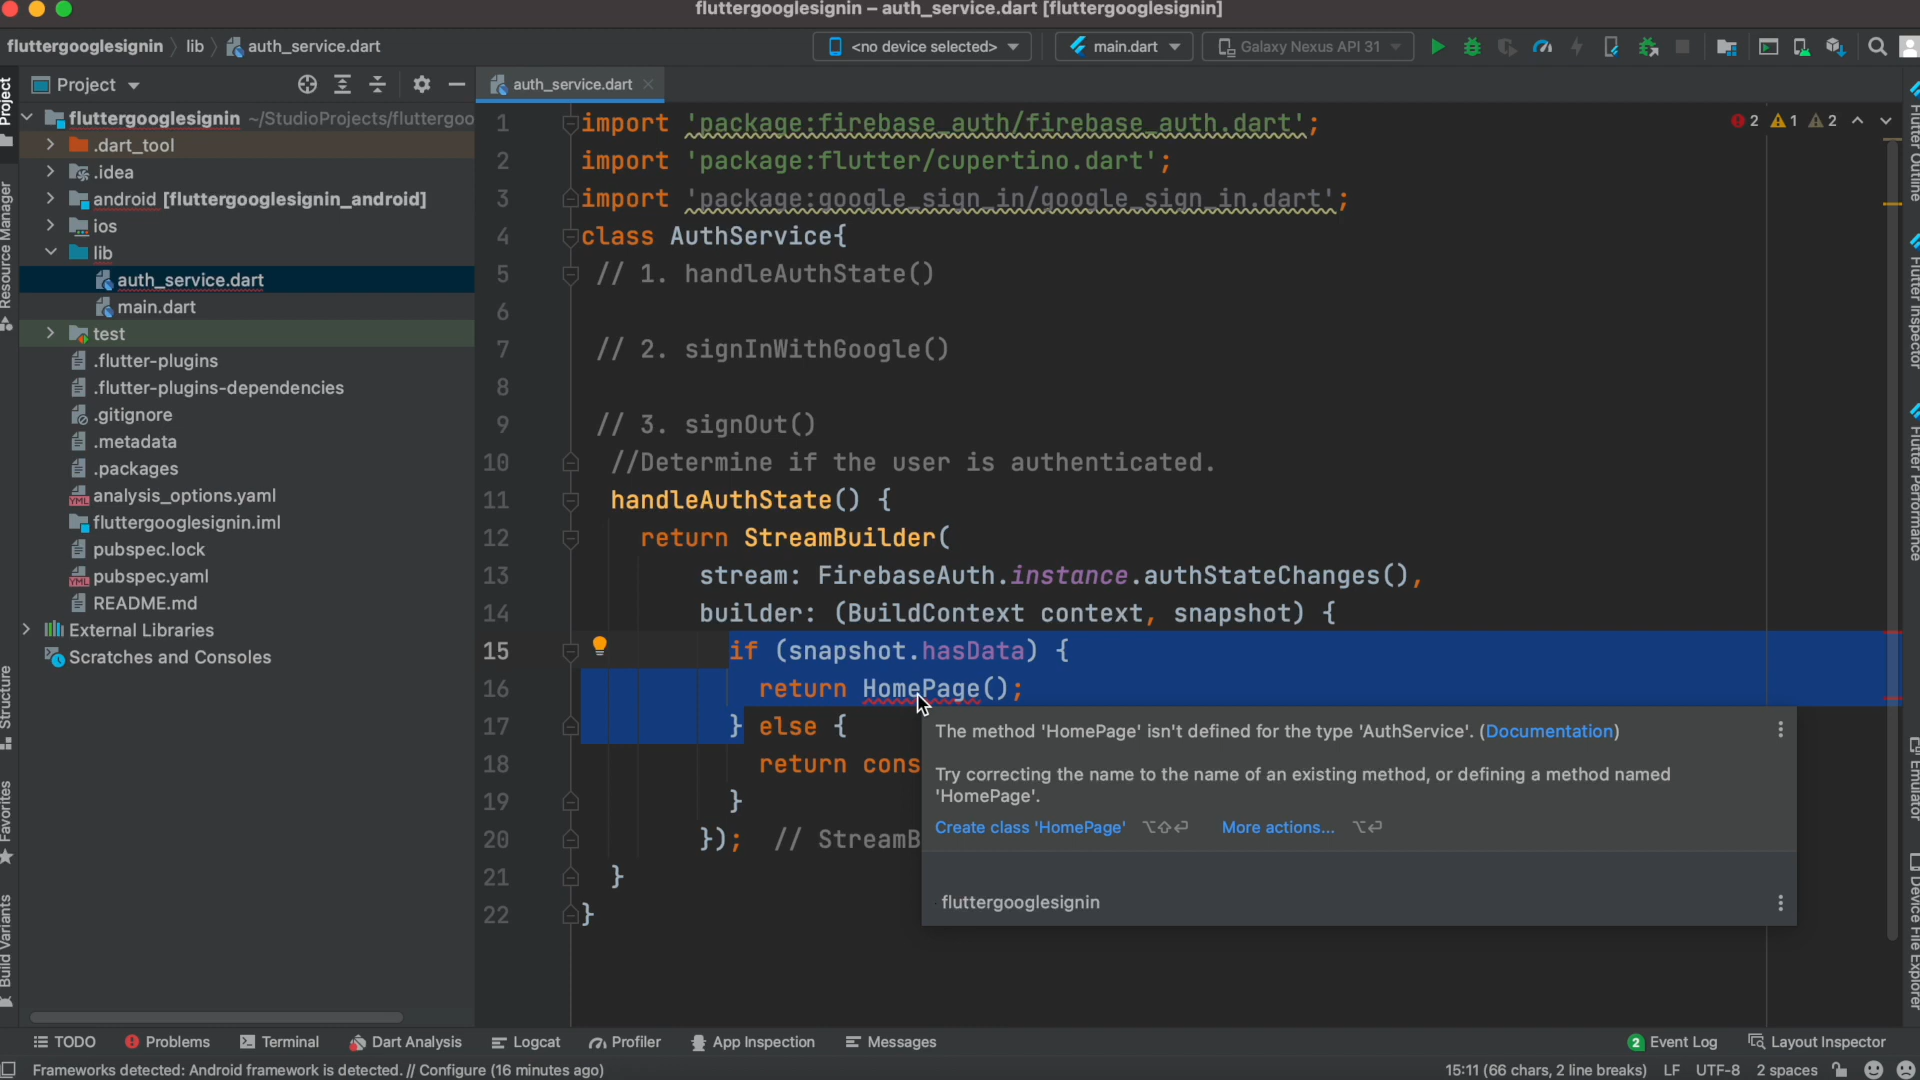 fluttergooglesignin – auth_service.dart [fluttergooglesignin]
fluttergooglesignin
lib
auth_service.dart
<no device selected>
main.dart
Galaxy Nexus API 31
Project
auth_service.dart
Project
Resource Manager
Structure
Favorites
Build Variants
fluttergooglesignin ~/StudioProjects/fluttergoo
.dart_tool
.idea
android [fluttergooglesignin_android]
ios
lib
auth_service.dart
main.dart
test
.flutter-plugins
.flutter-plugins-dependencies
.gitignore
.metadata
.packages
analysis_options.yaml
fluttergooglesignin.iml
pubspec.lock
pubspec.yaml
README.md
External Libraries
Scratches and Consoles
2 1 2
1 import 'package:firebase_auth/firebase_auth.dart';
2 import 'package:flutter/cupertino.dart';
3 import 'package:google_sign_in/google_sign_in.dart';
4 class AuthService{
5 // 1. handleAuthState()
6
7 // 2. signInWithGoogle()
8
9 // 3. signOut()
10 //Determine if the user is authenticated.
11 handleAuthState() {
12 return StreamBuilder(
13 stream: FirebaseAuth.instance.authStateChanges(),
14 builder: (BuildContext context, snapshot) {
15 if (snapshot.hasData) {
16 return HomePage();
17 } else {
18 return cons
19 }
20 }); // StreamB
21 }
22 }
The method 'HomePage' isn't defined for the type 'AuthService'. (Documentation)
Try correcting the name to the name of an existing method, or defining a method named
'HomePage'.
Create class 'HomePage' ⌥⇧⏎ More actions... ⌥⏎
fluttergooglesignin
Flutter Outline
Flutter Inspector
Flutter Performance
Emulator
Device File Explorer
TODO
Problems
Terminal
Dart Analysis
Logcat
Profiler
App Inspection
Messages
2 Event Log
Layout Inspector
Frameworks detected: Android framework is detected. // Configure (16 minutes ago)
15:11 (66 chars, 2 line breaks)
LF
UTF-8
2 spaces